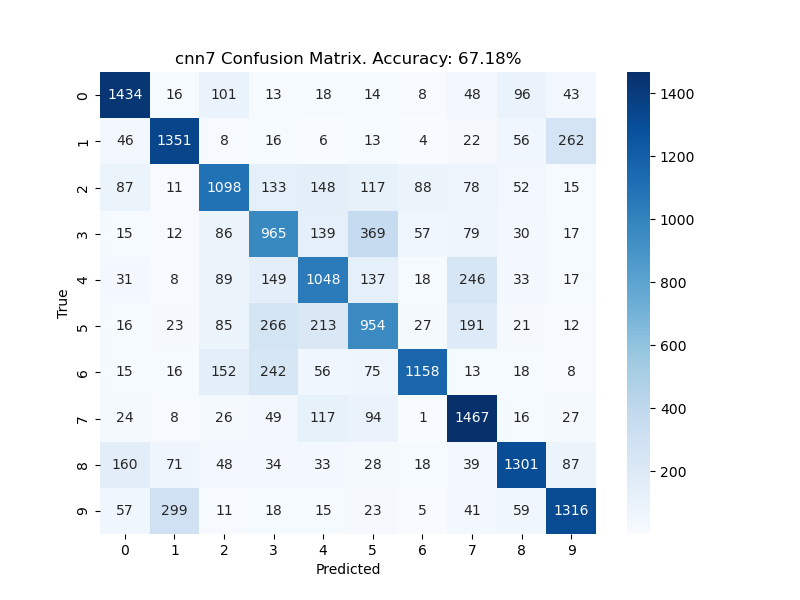 cnn7 Confusion Matrix. Accuracy: 67.18%
0 1434 16 101 13 18 14 8 48 96 43
1 46 1351 8 16 6 13 4 22 56 262
2 87 11 1098 133 148 117 88 78 52 15
3 15 12 86 965 139 369 57 79 30 17
4 31 8 89 149 1048 137 18 246 33 17
5 16 23 85 266 213 954 27 191 21 12
6 15 16 152 242 56 75 1158 13 18 8
7 24 8 26 49 117 94 1 1467 16 27
8 160 71 48 34 33 28 18 39 1301 87
9 57 299 11 18 15 23 5 41 59 1316
0 1 2 3 4 5 6 7 8 9
Predicted
True
1400
1200
1000
800
600
400
200